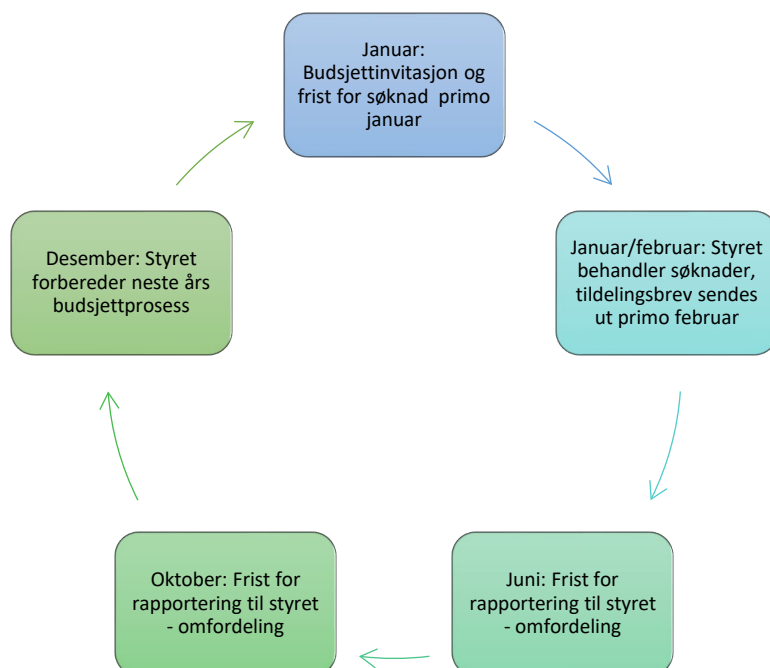 Januar:
Budsjettinvitasjon og
frist for søknad  primo
januar
Januar/februar: Styret
behandler søknader,
tildelingsbrev sendes
ut primo februar
Juni: Frist for
rapportering til styret
- omfordeling
Oktober: Frist for
rapportering til styret
- omfordeling
Desember: Styret
forbereder neste års
budsjettprosess